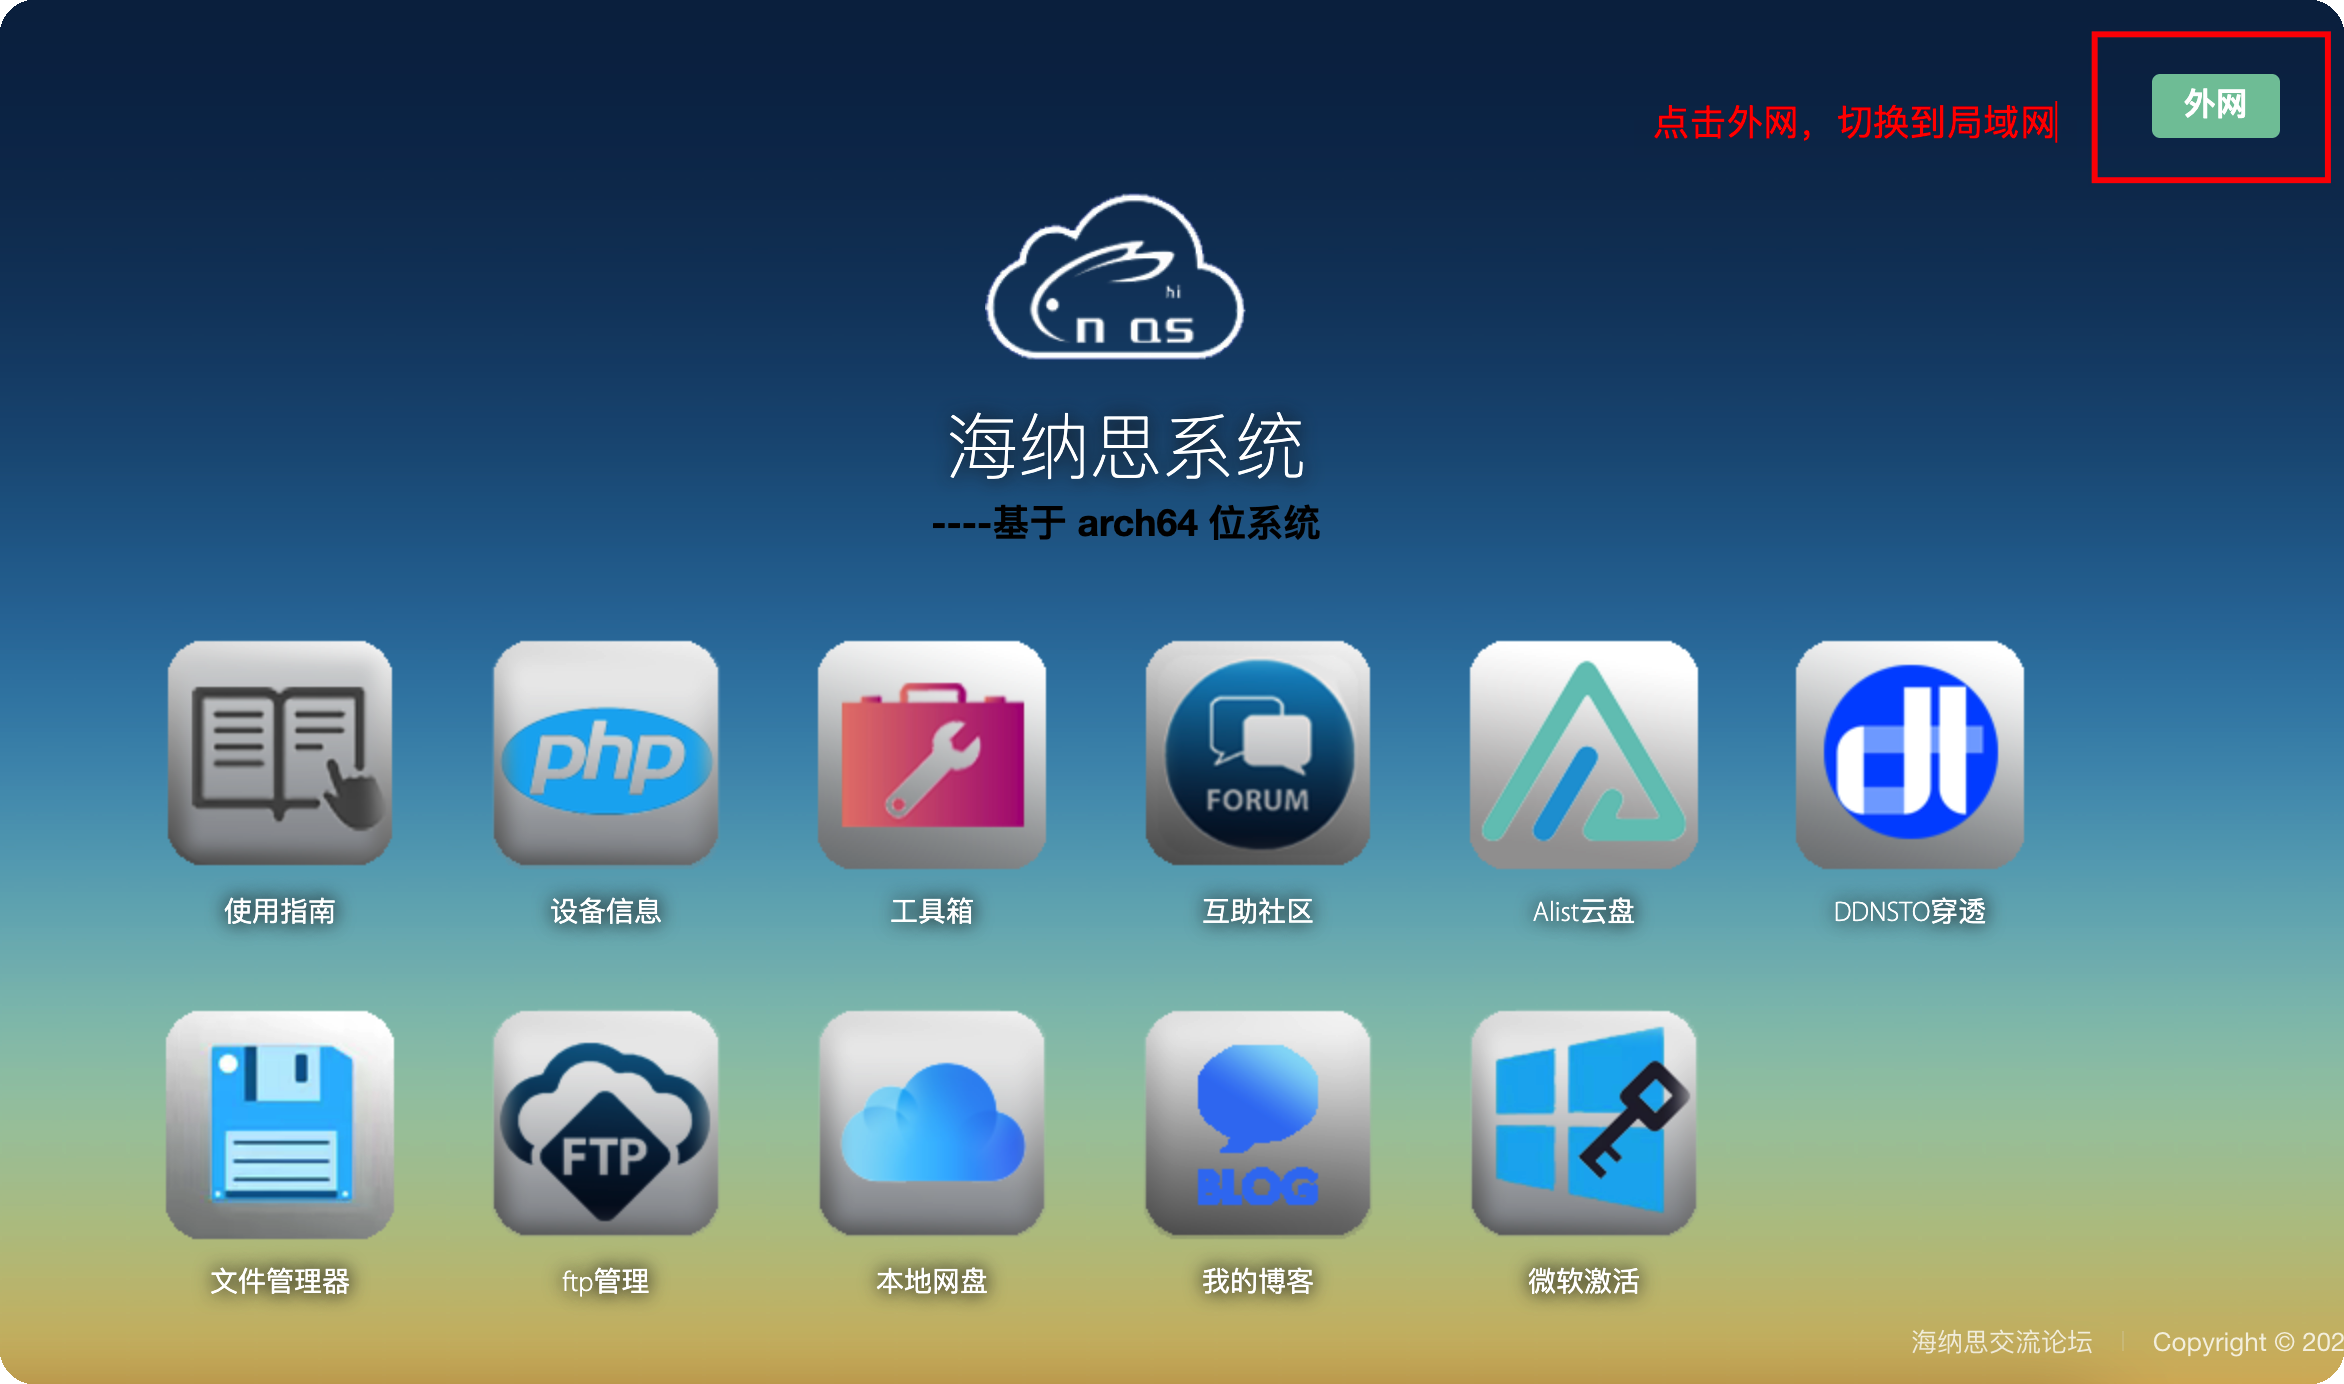 外网
点击外网，切换到局域网
hi
n as
海纳思系统
----基于 arch64 位系统
php
FORUM
使用指南
设备信息
工具箱
互助社区
Alist云盘
DDNSTO穿透
FTP
BLOG
文件管理器
ftp管理
本地网盘
我的博客
微软激活
海纳思交流论坛 | Copyright © 202